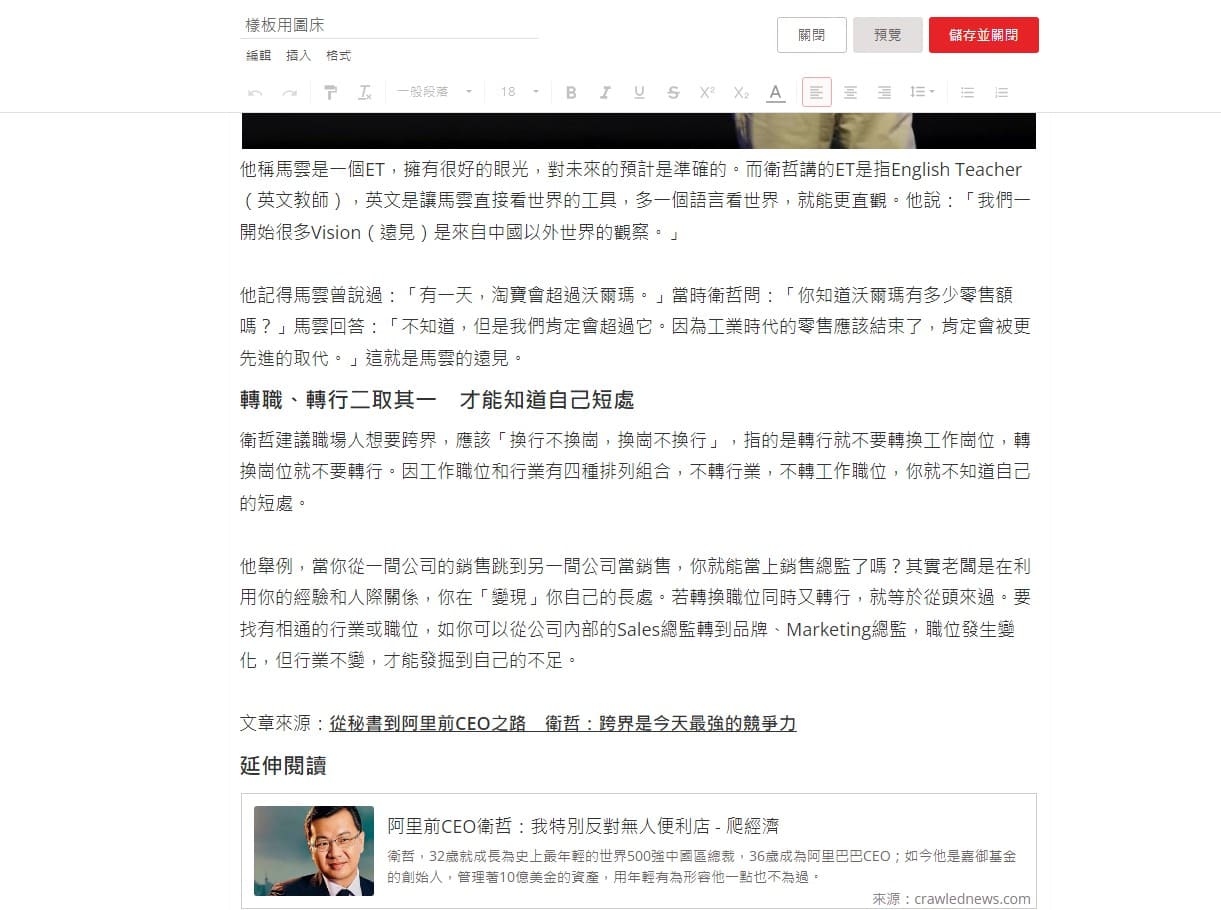 樣板用圖床
關閉
預覽
儲存並關閉
編輯 插入 格式
一般段落 18 B I U S X² X₂ A
他稱馬雲是一個ET，擁有很好的眼光，對未來的預計是準確的。而衛哲講的ET是指English Teacher
（英文教師），英文是讓馬雲直接看世界的工具，多一個語言看世界，就能更直觀。他說：「我們一
開始很多Vision（遠見）是來自中國以外世界的觀察。」
他記得馬雲曾說過：「有一天，淘寶會超過沃爾瑪。」當時衛哲問：「你知道沃爾瑪有多少零售額
嗎？」馬雲回答：「不知道，但是我們肯定會超過它。因為工業時代的零售應該結束了，肯定會被更
先進的取代。」這就是馬雲的遠見。
轉職、轉行二取其一　才能知道自己短處
衛哲建議職場人想要跨界，應該「換行不換崗，換崗不換行」，指的是轉行就不要轉換工作崗位，轉
換崗位就不要轉行。因工作職位和行業有四種排列組合，不轉行業，不轉工作職位，你就不知道自己
的短處。
他舉例，當你從一間公司的銷售跳到另一間公司當銷售，你就能當上銷售總監了嗎？其實老闆是在利
用你的經驗和人際關係，你在「變現」你自己的長處。若轉換職位同時又轉行，就等於從頭來過。要
找有相通的行業或職位，如你可以從公司內部的Sales總監轉到品牌、Marketing總監，職位發生變
化，但行業不變，才能發掘到自己的不足。
文章來源：從秘書到阿里前CEO之路　衛哲：跨界是今天最強的競爭力
延伸閱讀
阿里前CEO衛哲：我特別反對無人便利店 - 爬經濟
衛哲，32歲就成長為史上最年輕的世界500強中國區總裁，36歲成為阿里巴巴CEO；如今他是嘉御基金
的創始人，管理著10億美金的資產，用年輕有為形容他一點也不為過。
來源：crawlednews.com